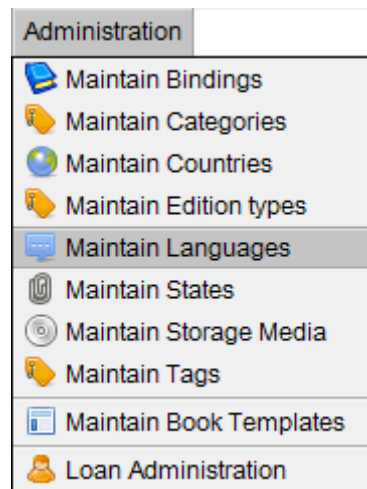 Administration
Maintain Bindings
Maintain Categories
Maintain Countries
Maintain Edition types
Maintain Languages
Maintain States
Maintain Storage Media
Maintain Tags
Maintain Book Templates
Loan Administration